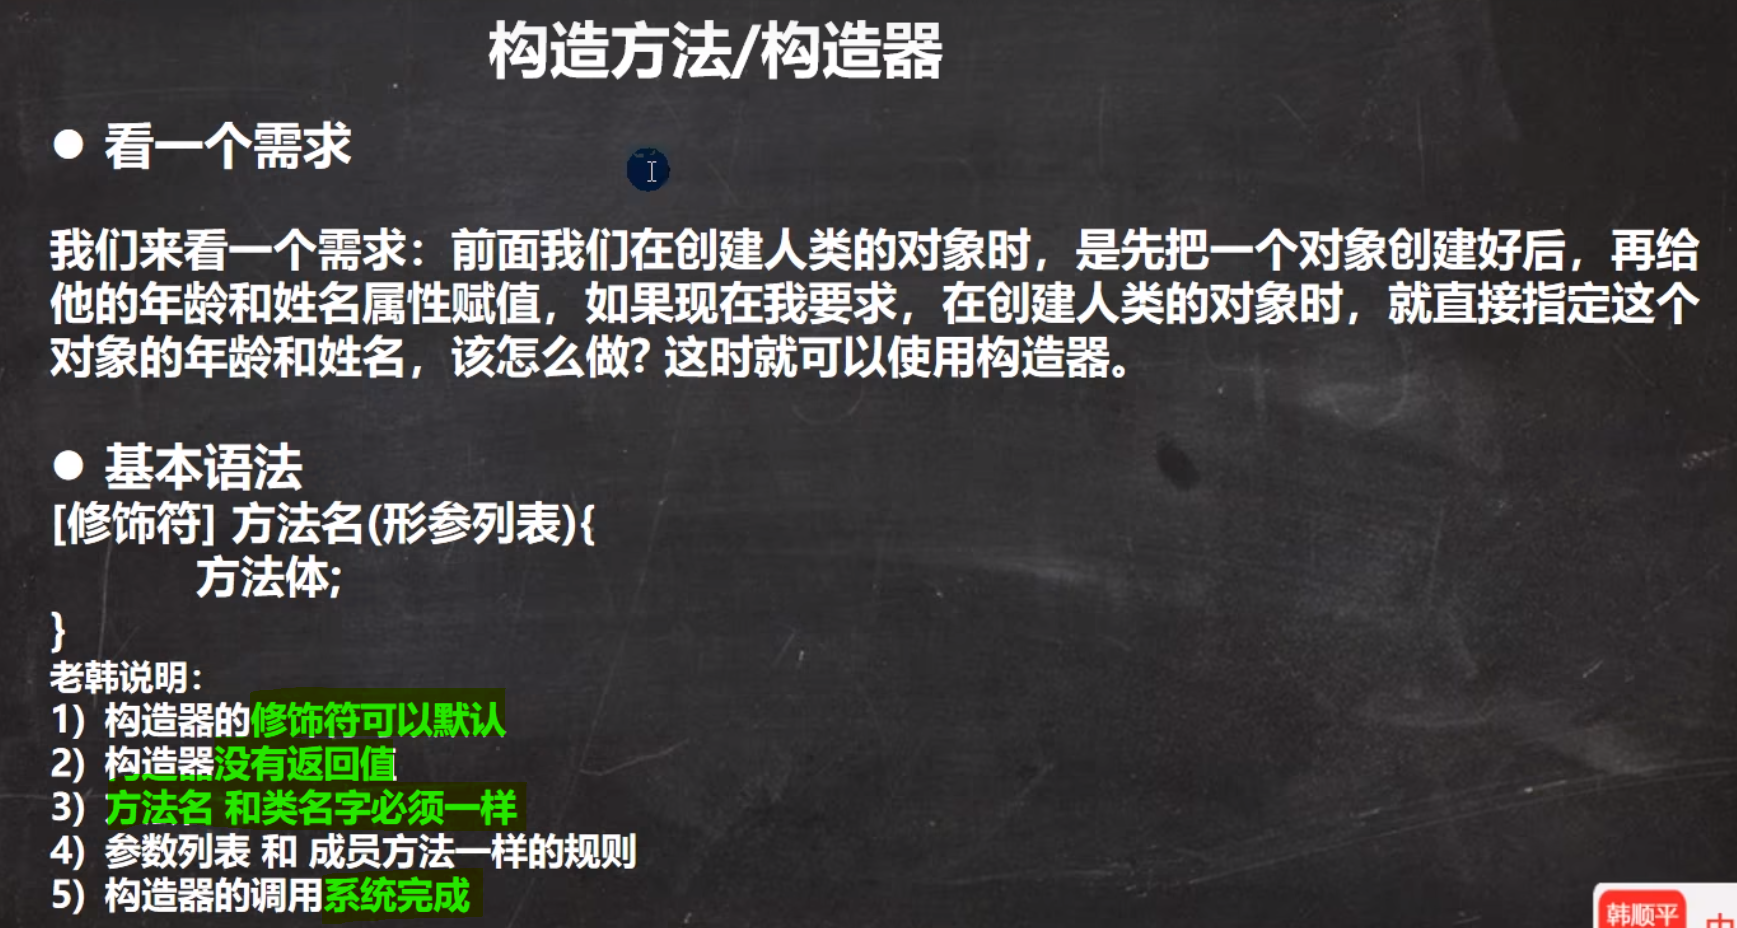 构造方法/构造器
● 看一个需求
我们来看一个需求：前面我们在创建人类的对象时，是先把一个对象创建好后，再给
他的年龄和姓名属性赋值，如果现在我要求，在创建人类的对象时，就直接指定这个
对象的年龄和姓名，该怎么做? 这时就可以使用构造器。
● 基本语法
[修饰符] 方法名(形参列表){
方法体;
}
老韩说明：
1) 构造器的修饰符可以默认
2) 构造器没有返回值
3) 方法名 和类名字必须一样
4) 参数列表 和 成员方法一样的规则
5) 构造器的调用系统完成
韩顺平